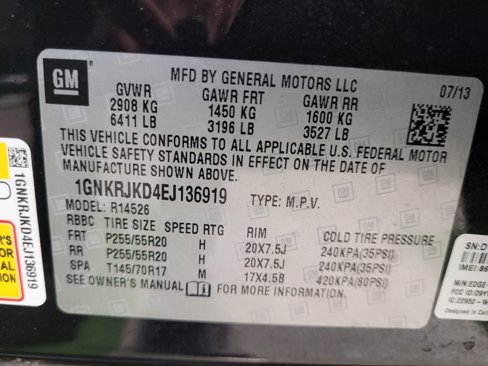 GM
MFD BY GENERAL MOTORS LLC
07/13
GVWR GAWR FRT GAWR RR
2908 KG 1450 KG 1600 KG
6411 LB 3196 LB 3527 LB
THIS VEHICLE CONFORMS TO ALL APPLICABLE U.S. FEDERAL MOTOR
VEHICLE SAFETY STANDARDS IN EFFECT ON THE DATE OF
MANUFACTURE SHOWN ABOVE.
1GNKRJKD4EJ136919 TYPE: M.P.V.
MODEL: R14526
RBBC TIRE SIZE SPEED RTG RIM COLD TIRE PRESSURE
FRT P255/55R20 H 20X7.5J 240KPA(35PSI)
RR P255/55R20 H 20X7.5J 240KPA(35PSI)
SPA T145/70R17 M 17X4.5B 420KPA(60PSI)
SEE OWNER'S MANUAL FOR MORE INFORMATION.
1GNKRJKD4EJ136919